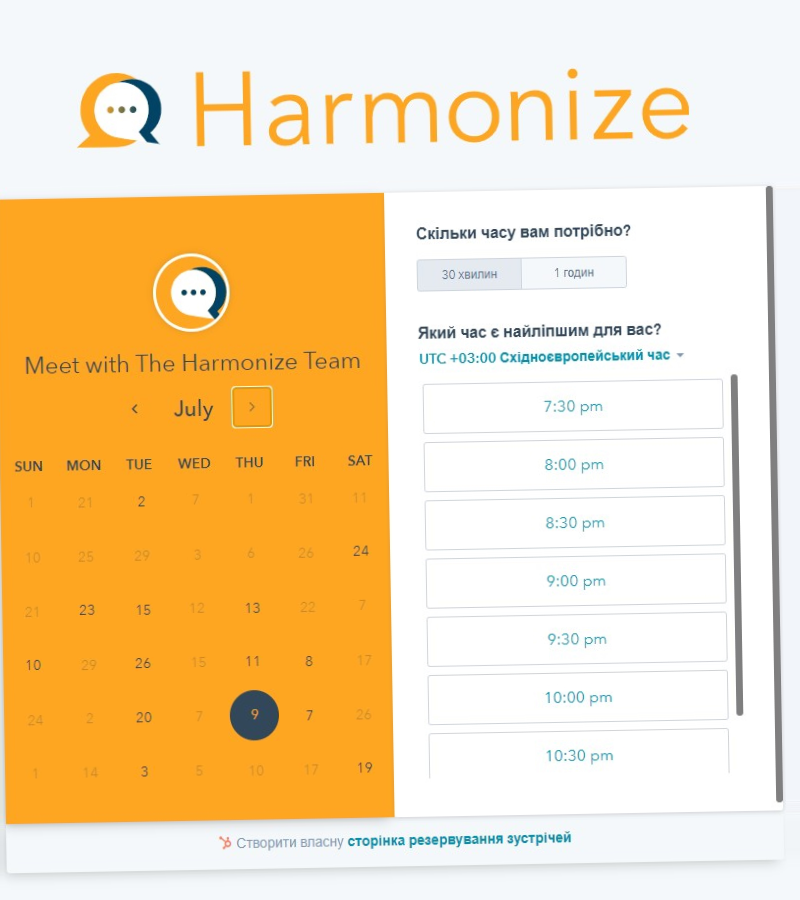 Harmonize
Meet with The Harmonize Team
July
SUN MON TUE WED THU FRI SAT
1 21 2 7 1 31 11
10 25 29 3 6 26 24
21 23 15 12 13 22 7
10 29 26 15 11 8 17
24 2 20 7 9 7 26
1 14 3 5 10 17 19
Скільки часу вам потрібно?
30 хвилин 1 годин
Який час є найліпшим для вас?
UTC +03:00 Східноєвропейський час
7:30 pm
8:00 pm
8:30 pm
9:00 pm
9:30 pm
10:00 pm
10:30 pm
Створити власну сторінка резервування зустрічей